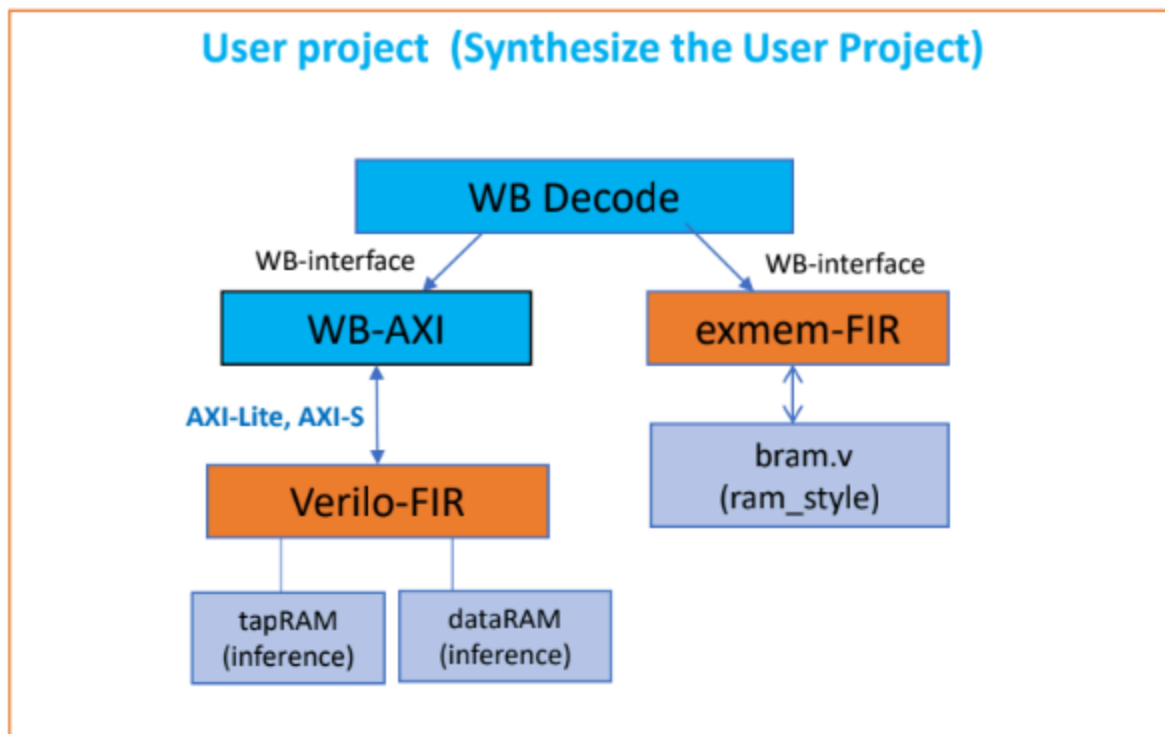 User project (Synthesize the User Project)
WB Decode
WB-interface
WB-interface
WB-AXI
exmem-FIR
AXI-Lite, AXI-S
bram.v
(ram_style)
Verilo-FIR
tapRAM
(inference)
dataRAM
(inference)